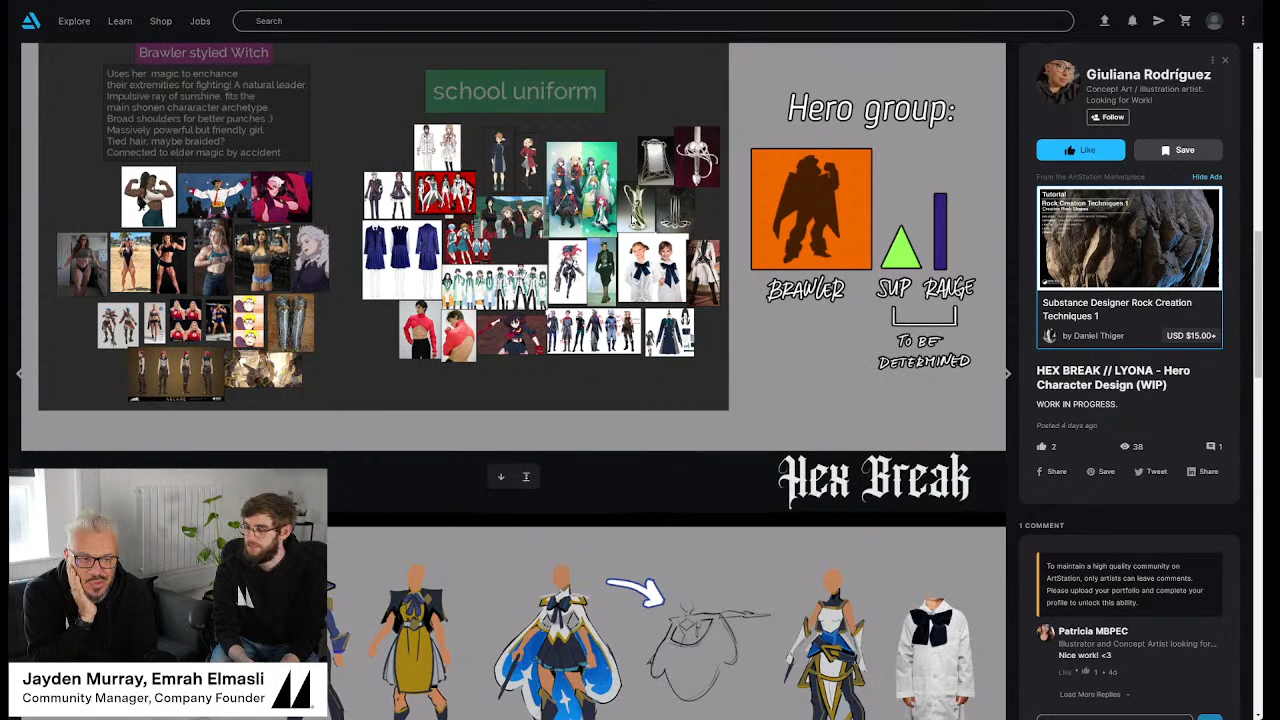 Explore
Learn
Shop
Jobs
Search
Brawler styled Witch
Uses her magic to enchance
their extremities for fighting! A natural leader,
Impulsive ray of sunshine, fits the
main shonen chararacter archetype.
Broad shoulders for better punches ;)
Massively powerful but friendly girl.
Tied hair, maybe braided?
Connected to elder magic by accident
school uniform
Hero group:
BRAWLER
SUP
RANGE
TO BE
DETERMINED
ARCANE
Hex Break
Giuliana Rodríguez
Concept Art / Illustration artist.
Looking for Work!
Follow
Like
Save
From the ArtStation Marketplace
Hide Ads
Tutorial
Rock Creation Techniques 1
Creating Rock Shapes
Substance Designer Rock Creation
Techniques 1
by Daniel Thiger
USD $15.00+
HEX BREAK // LYONA - Hero
Character Design (WIP)
WORK IN PROGRESS.
Posted 4 days ago
2
38
1
Share
Save
Tweet
Share
1 COMMENT
To maintain a high quality community on
ArtStation, only artists can leave comments.
Please upload your portfolio and complete your
profile to unlock this ability.
Patricia MBPEC
Illustrator and Concept Artist looking for...
Nice work! <3
Like
1
4d
Load More Replies
Jayden Murray, Emrah Elmasli
Community Manager, Company Founder